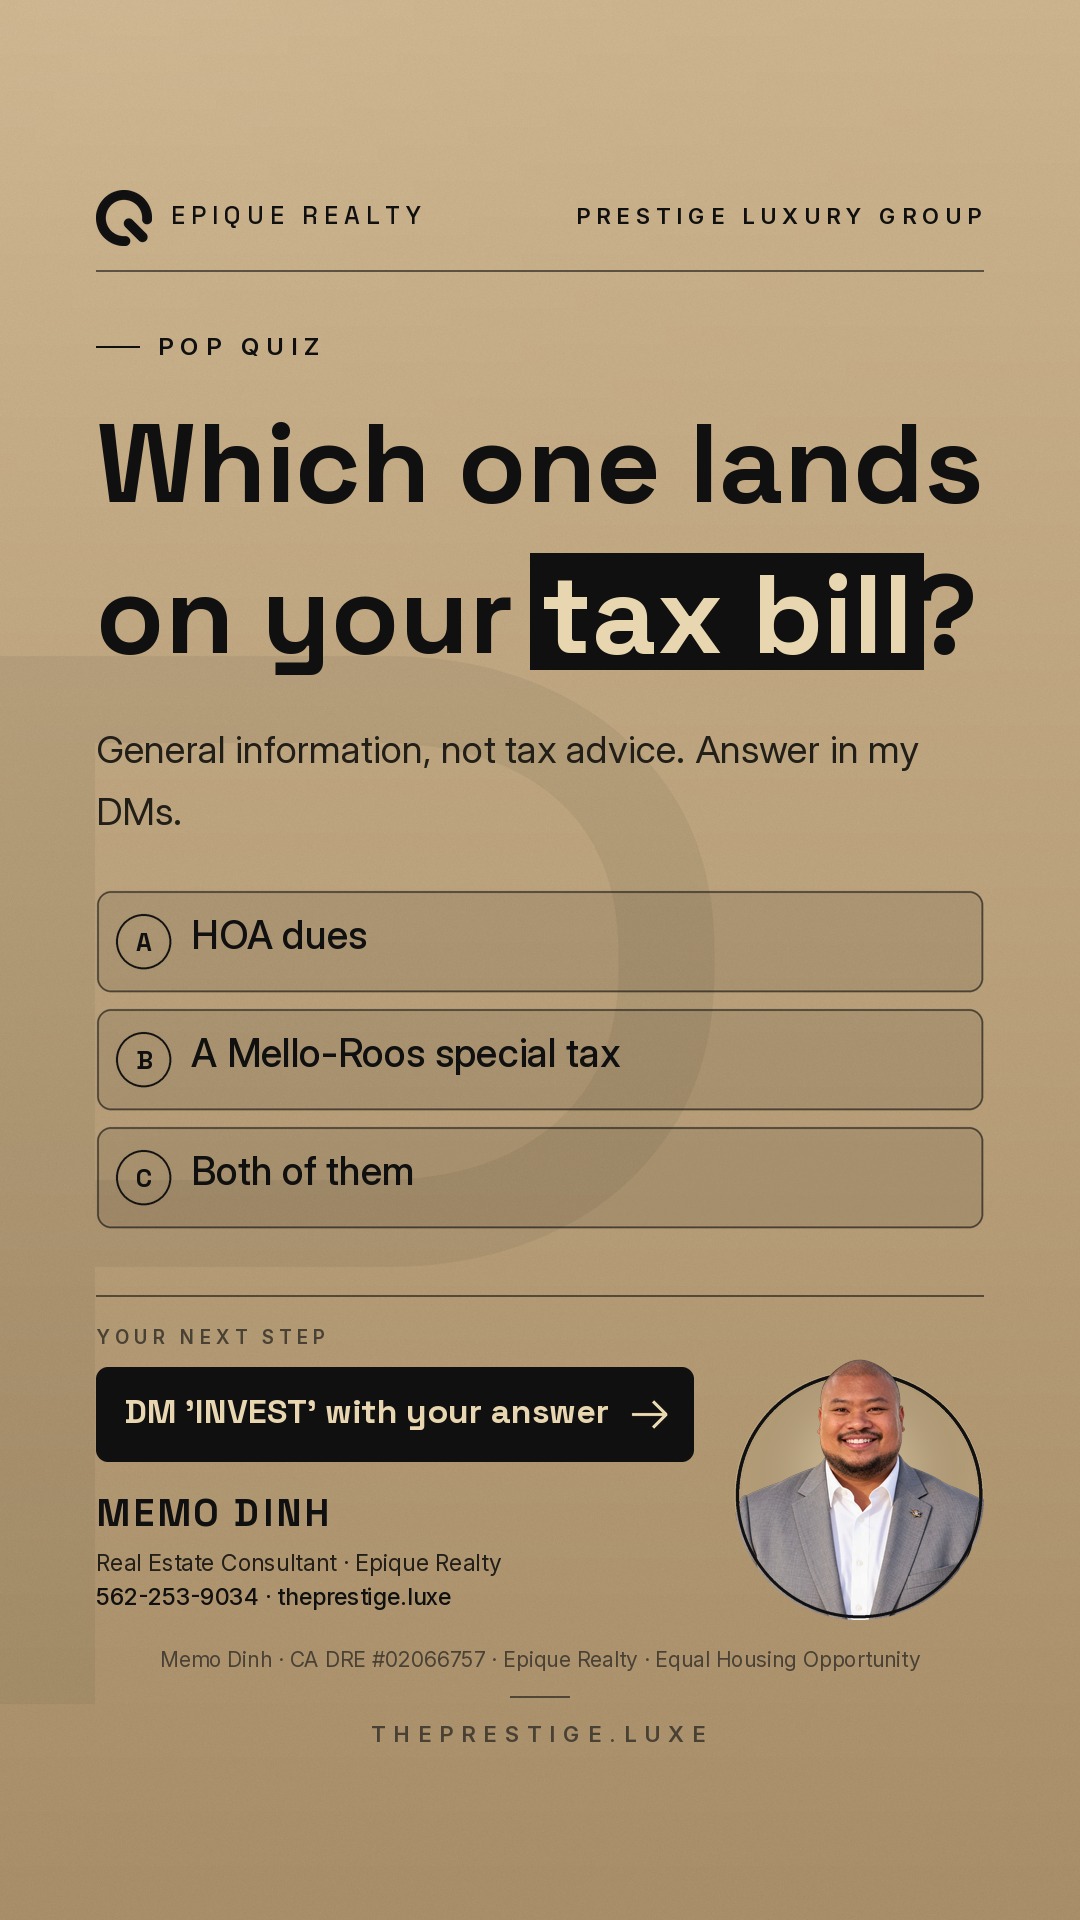 EPIQUE REALTY
PRESTIGE LUXURY GROUP
POP QUIZ
Which one lands
on your tax bill?
General information, not tax advice. Answer in my
DMs.
A HOA dues
B A Mello-Roos special tax
C Both of them
YOUR NEXT STEP
DM ’INVEST’ with your answer →
MEMO DINH
Real Estate Consultant · Epique Realty
562-253-9034 · theprestige.luxe
Memo Dinh · CA DRE #02066757 · Epique Realty · Equal Housing Opportunity
THEPRESTIGE.LUXE